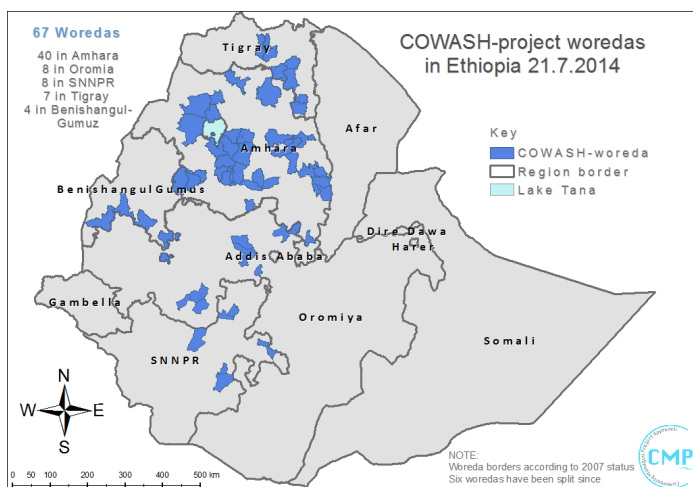 67 Woredas
40 in Amhara
8 in Oromia
8 in SNNPR
7 in Tigray
4 in Benishangul-
Gumuz
COWASH-project woredas
in Ethiopia 21.7.2014
Key
COWASH-woreda
Region border
Lake Tana
Tigray
Afar
Amhara
BenishangulGumus
Dire Dawa
Harer
Addis Ababa
Gambella
Oromiya
Somali
SNNPR
N
W
E
S
0 50 100 200 300 400 500 km
NOTE:
Woreda borders according to 2007 status
Six woredas have been split since
CMP